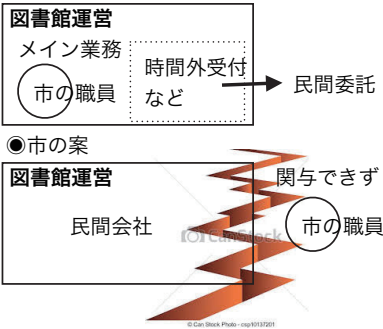 図書館運営
メイン業務
市の職員
時間外受付
など
民間委託
◉市の案
図書館運営
民間会社
関与できず
市の職員
CanStock
© Can Stock Photo - csp10137201